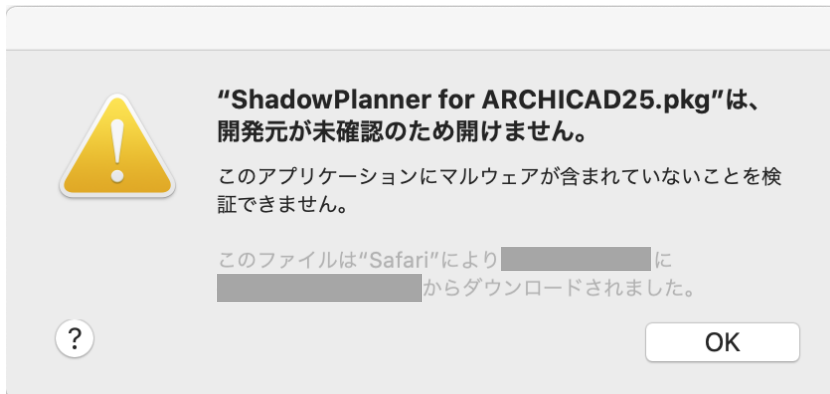 “ShadowPlanner for ARCHICAD25.pkg”は、
開発元が未確認のため開けません。
このアプリケーションにマルウェアが含まれていないことを検
証できません。
このファイルは“Safari”により に
からダウンロードされました。
? OK